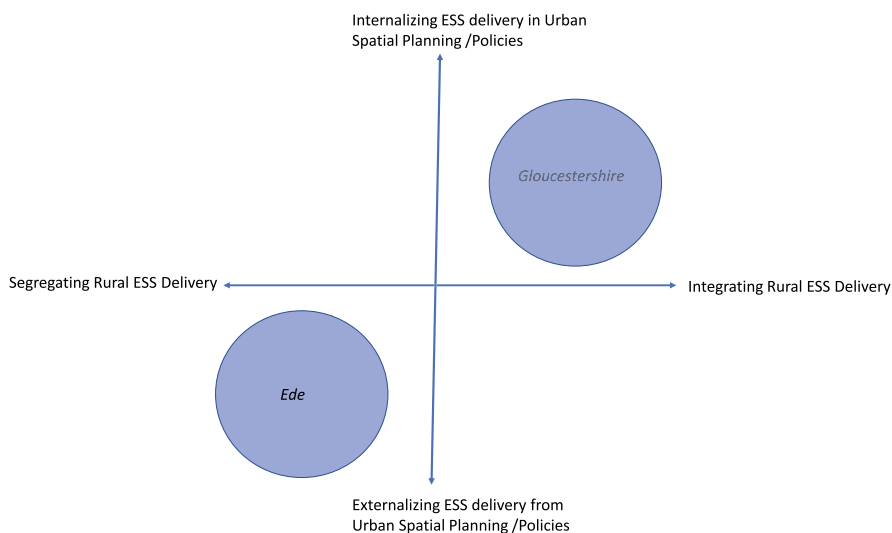 Internalizing ESS delivery in Urban
Spatial Planning /Policies
Gloucestershire
Segregating Rural ESS Delivery
Integrating Rural ESS Delivery
Ede
Externalizing ESS delivery from
Urban Spatial Planning /Policies